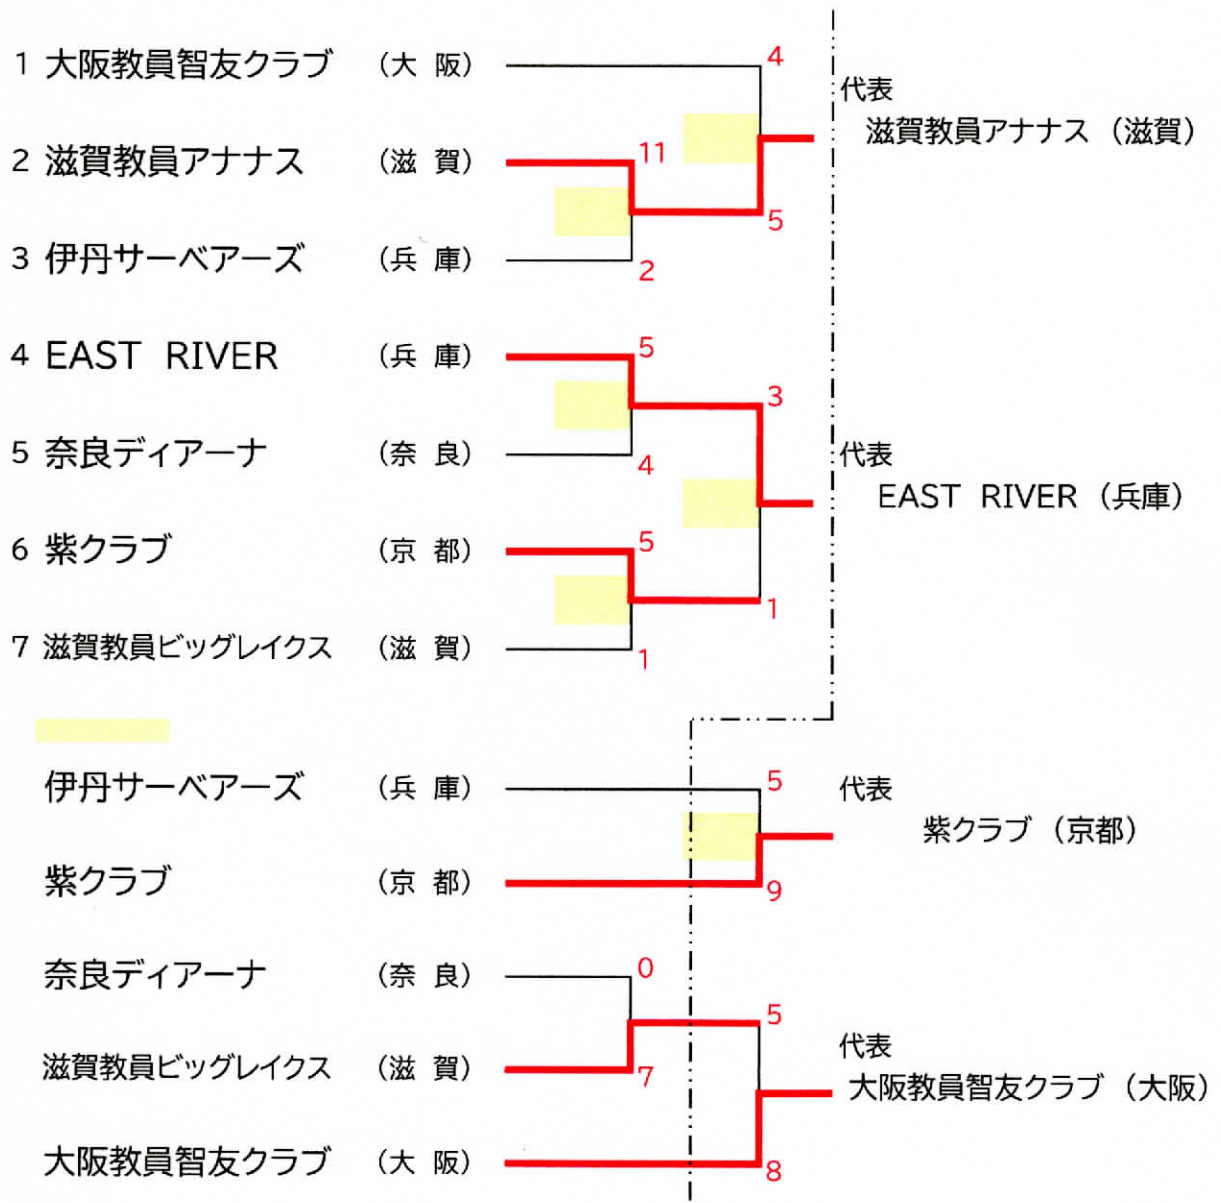 1 大阪教員智友クラブ （大 阪） 4
代表
滋賀教員アナナス （滋賀）
2 滋賀教員アナナス （滋 賀） 11
5
3 伊丹サーベアーズ （兵 庫） 2
4 EAST RIVER （兵 庫） 5
3
5 奈良ディアーナ （奈 良） 4
代表
EAST RIVER （兵庫）
6 紫クラブ （京 都） 5
1
7 滋賀教員ビッグレイクス （滋 賀） 1
伊丹サーベアーズ （兵 庫） 5
代表
紫クラブ （京都）
紫クラブ （京 都） 9
奈良ディアーナ （奈 良） 0
5
代表
滋賀教員ビッグレイクス （滋 賀） 7
大阪教員智友クラブ （大阪）
大阪教員智友クラブ （大 阪） 8